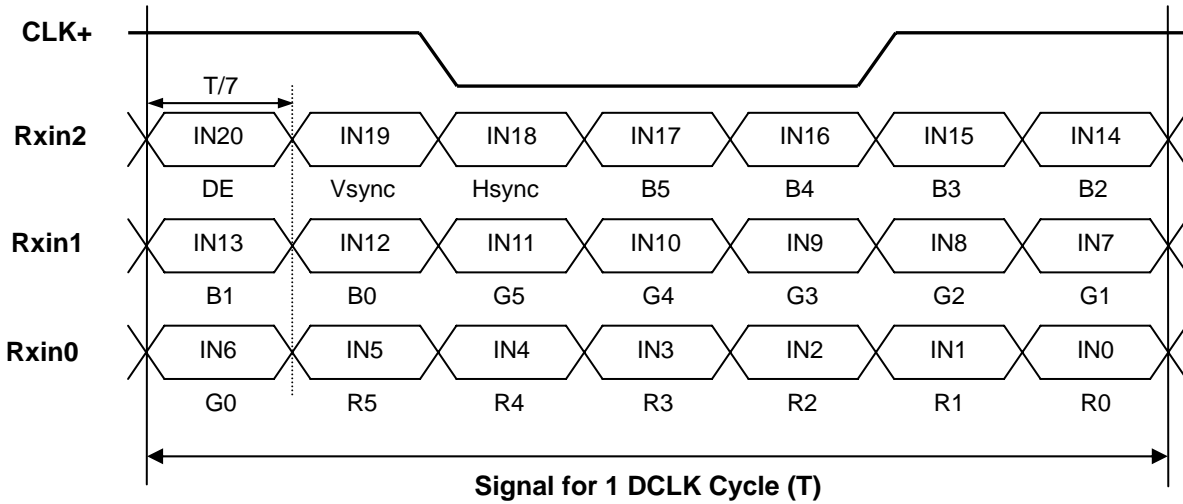 CLK+
T/7
Rxin2 IN20 IN19 IN18 IN17 IN16 IN15 IN14
DE Vsync Hsync B5 B4 B3 B2
Rxin1 IN13 IN12 IN11 IN10 IN9 IN8 IN7
B1 B0 G5 G4 G3 G2 G1
Rxin0 IN6 IN5 IN4 IN3 IN2 IN1 IN0
G0 R5 R4 R3 R2 R1 R0
Signal for 1 DCLK Cycle (T)